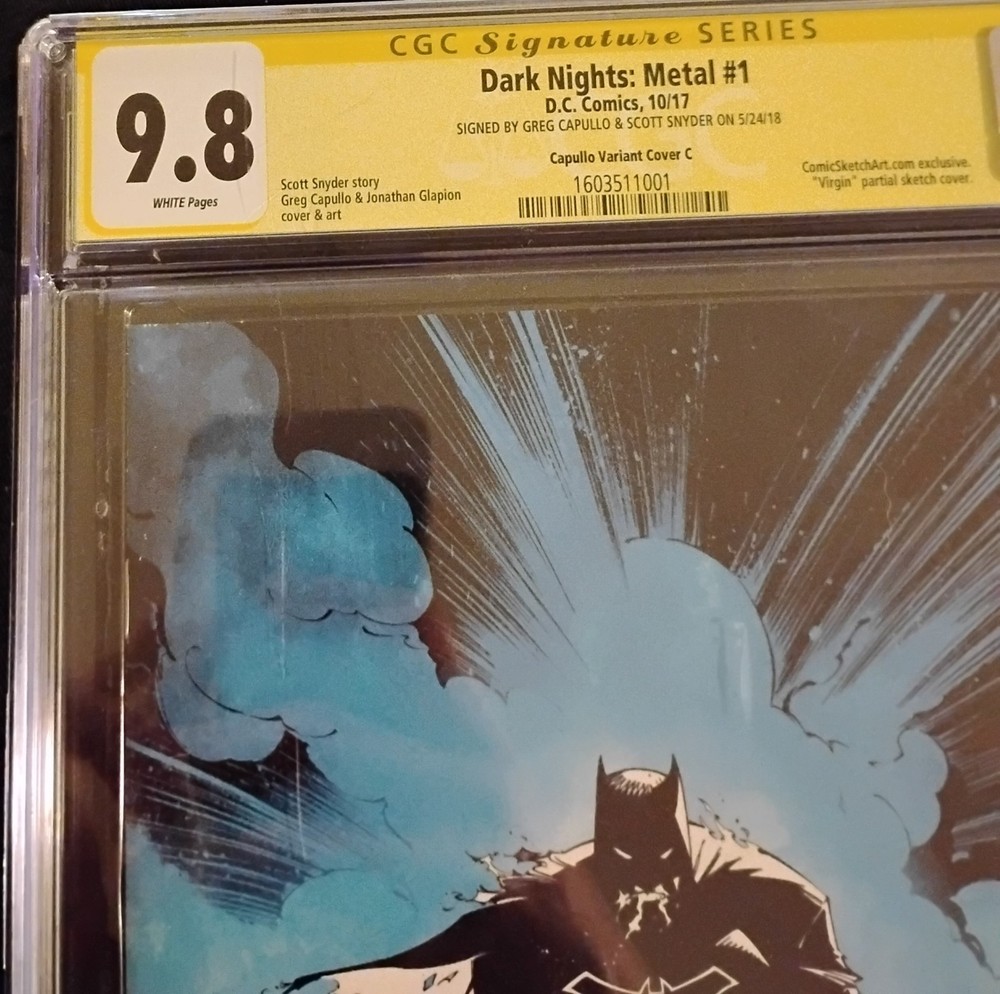 CGC Signature SERIES
Dark Nights: Metal #1
D.C. Comics, 10/17
SIGNED BY GREG CAPULLO & SCOTT SNYDER ON 5/24/18
9.8
WHITE Pages
Scott Snyder story
Greg Capullo & Jonathan Glapion
cover & art
Capullo Variant Cover C
1603511001
ComicSketchArt.com exclusive.
"Virgin" partial sketch cover.